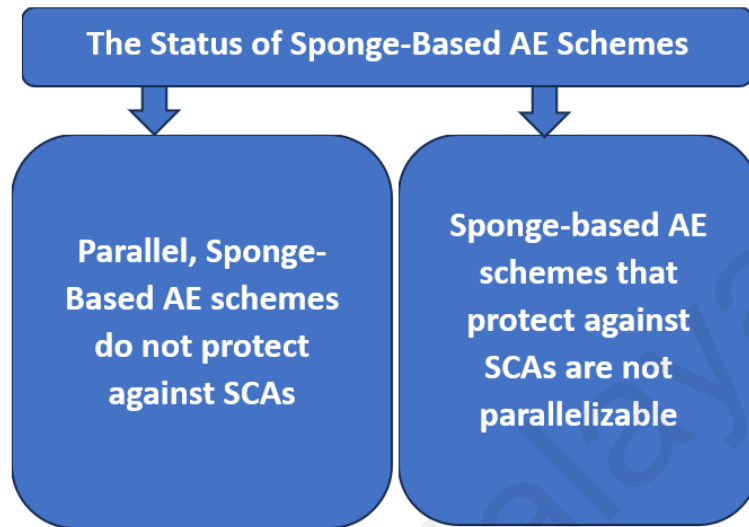 The Status of Sponge-Based AE Schemes
Parallel, Sponge-
Based AE schemes
do not protect
against SCAs
Sponge-based AE
schemes that
protect against
SCAs are not
parallelizable